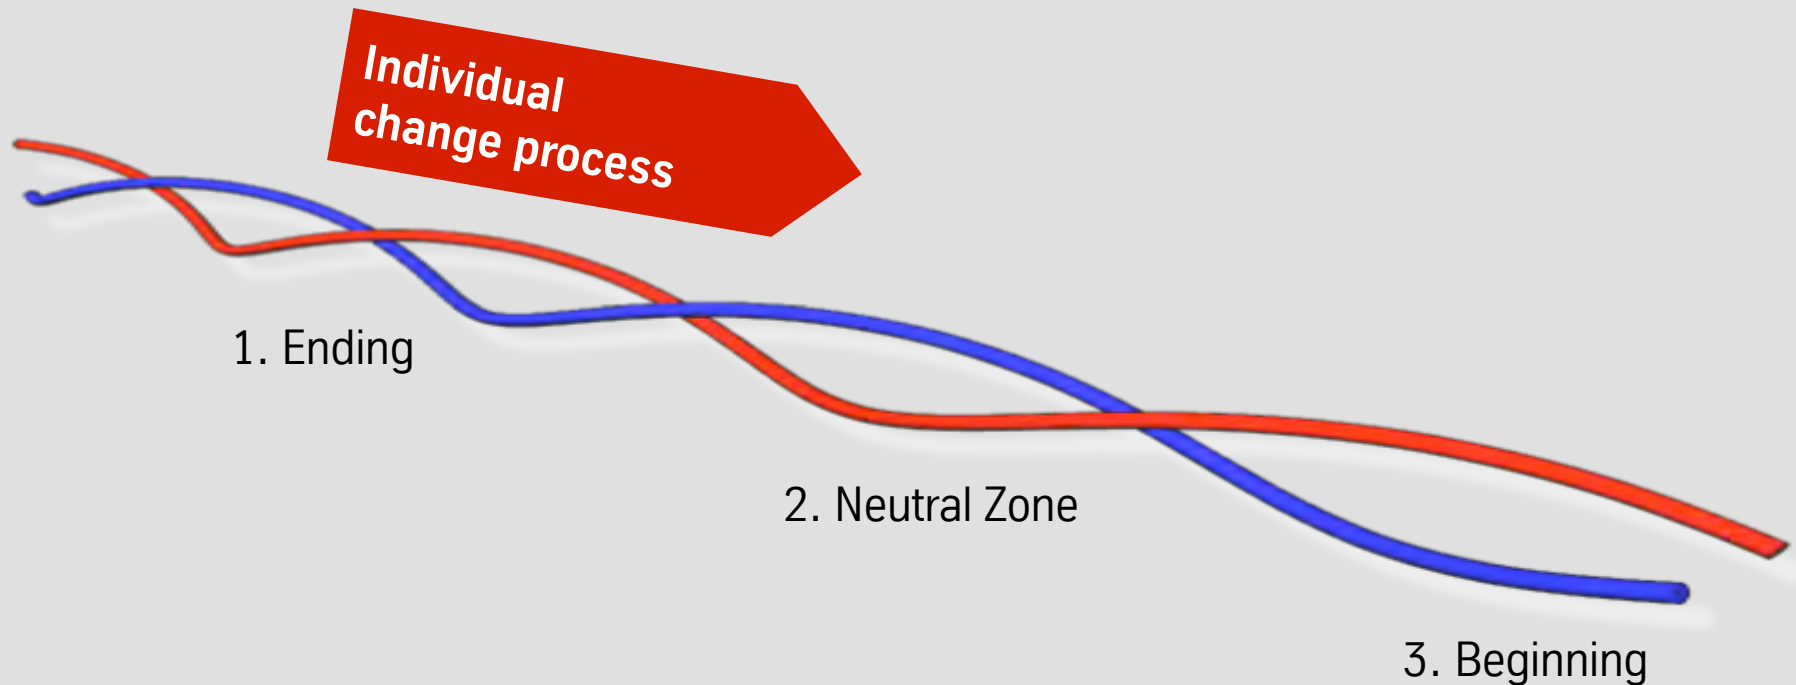 Individual
change process
1. Ending
2. Neutral Zone
3. Beginning